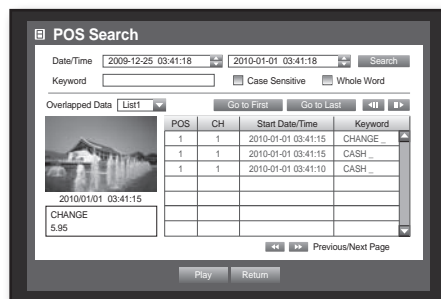 POS Search
Date/Time 2009-12-25 03:41:18 2010-01-01 03:41:18 Search
Keyword Case Sensitive Whole Word
Overlapped Data List1 Go to First Go to Last
POS CH Start Date/Time Keyword
1 1 2010-01-01 03:41:15 CHANGE _
1 1 2010-01-01 03:41:15 CASH _
1 1 2010-01-01 03:41:10 CASH _
2010/01/01 03:41:15
CHANGE
5.95
Previous/Next Page
Play Return